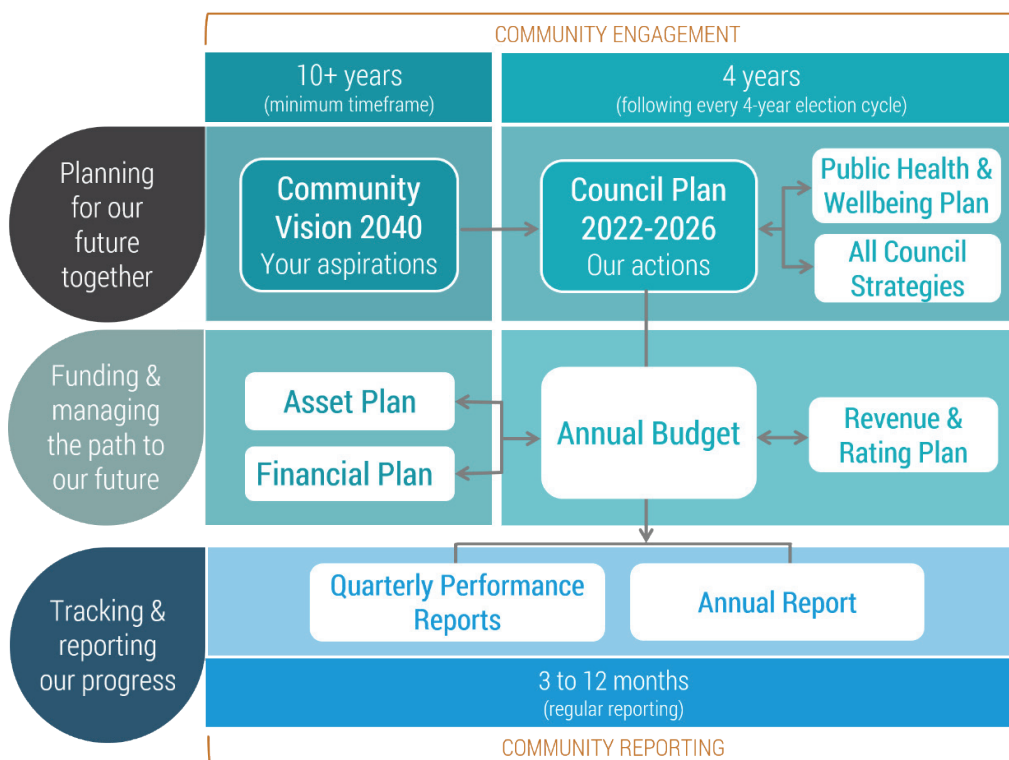 COMMUNITY ENGAGEMENT
10+ years
(minimum timeframe)
4 years
(following every 4-year election cycle)
Planning
for our
future
together
Community
Vision 2040
Your aspirations
Council Plan
2022-2026
Our actions
Public Health &
Wellbeing Plan
All Council
Strategies
Funding &
managing
the path to
our future
Asset Plan
Financial Plan
Annual Budget
Revenue &
Rating Plan
Tracking &
reporting
our progress
Quarterly Performance
Reports
Annual Report
3 to 12 months
(regular reporting)
COMMUNITY REPORTING